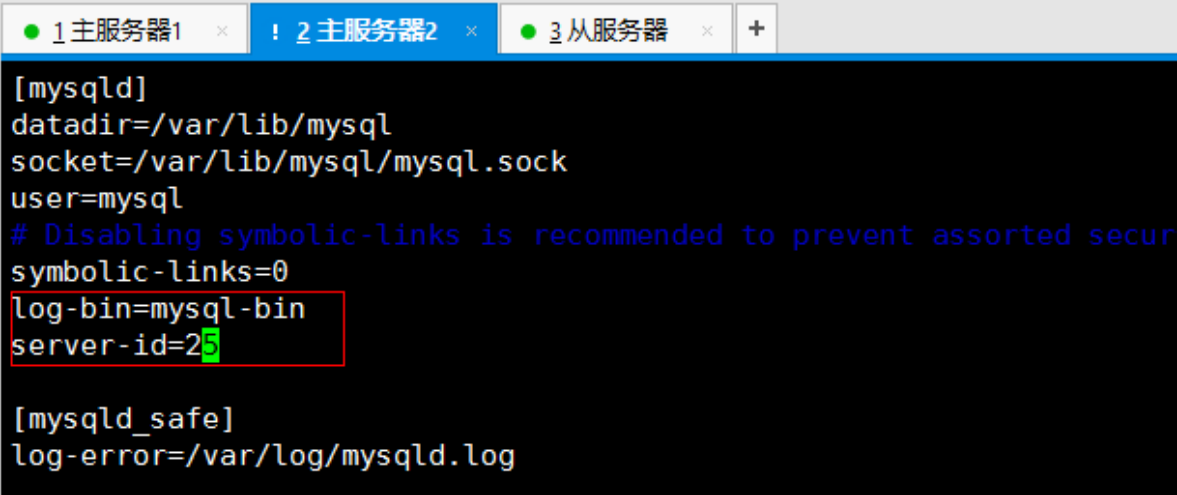 1 主服务器1 × ! 2 主服务器2 × 3 从服务器 × +
[mysqld]
datadir=/var/lib/mysql
socket=/var/lib/mysql/mysql.sock
user=mysql
# Disabling symbolic-links is recommended to prevent assorted secur
symbolic-links=0
log-bin=mysql-bin
server-id=25
[mysqld_safe]
log-error=/var/log/mysqld.log